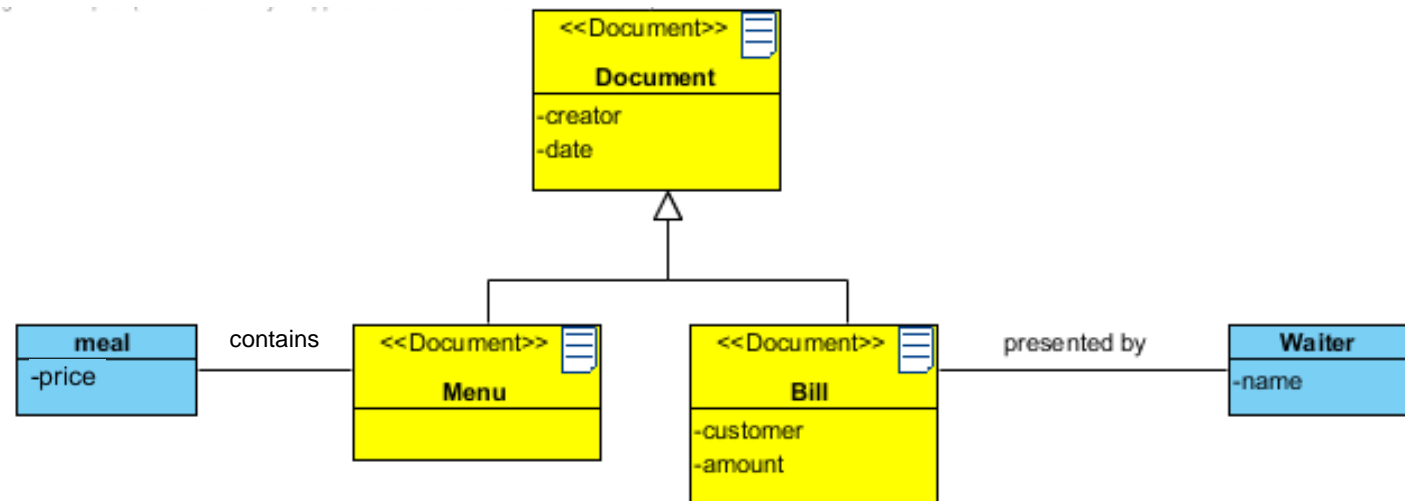 <<Document>>
Document
-creator
-date
meal
-price
contains
<<Document>>
Menu
<<Document>>
Bill
-customer
-amount
presented by
Waiter
-name